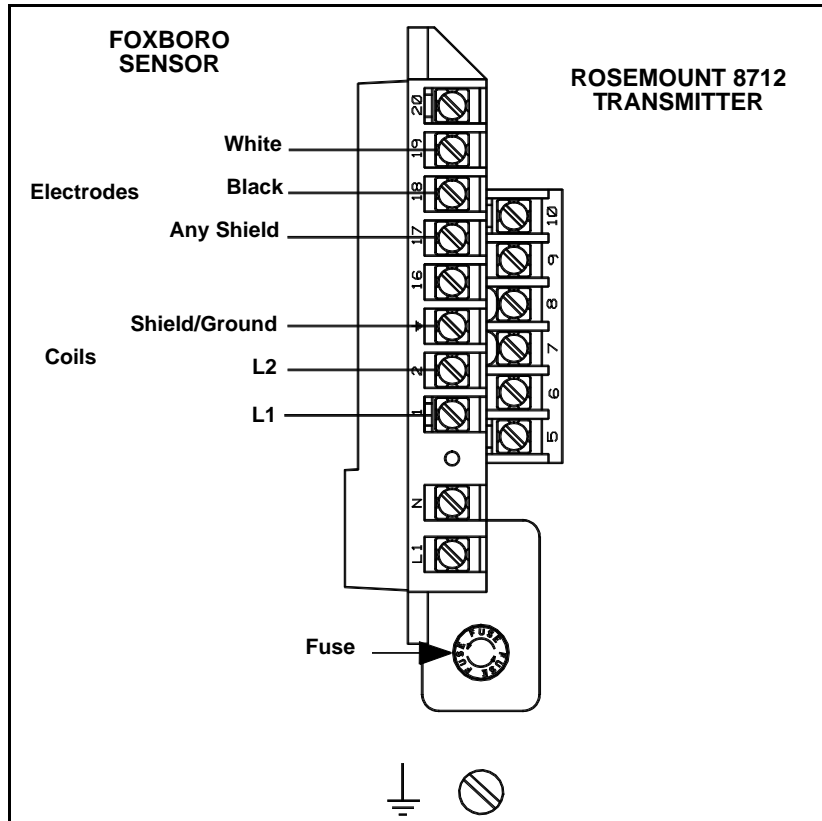 FOXBORO
SENSOR
ROSEMOUNT 8712
TRANSMITTER
20
White
19
Electrodes
Black
18
10
Any Shield
17
9
16
8
Shield/Ground
7
Coils
L2
2
6
L1
1
5
N
L1
Fuse
FUSE FUSE FUSE